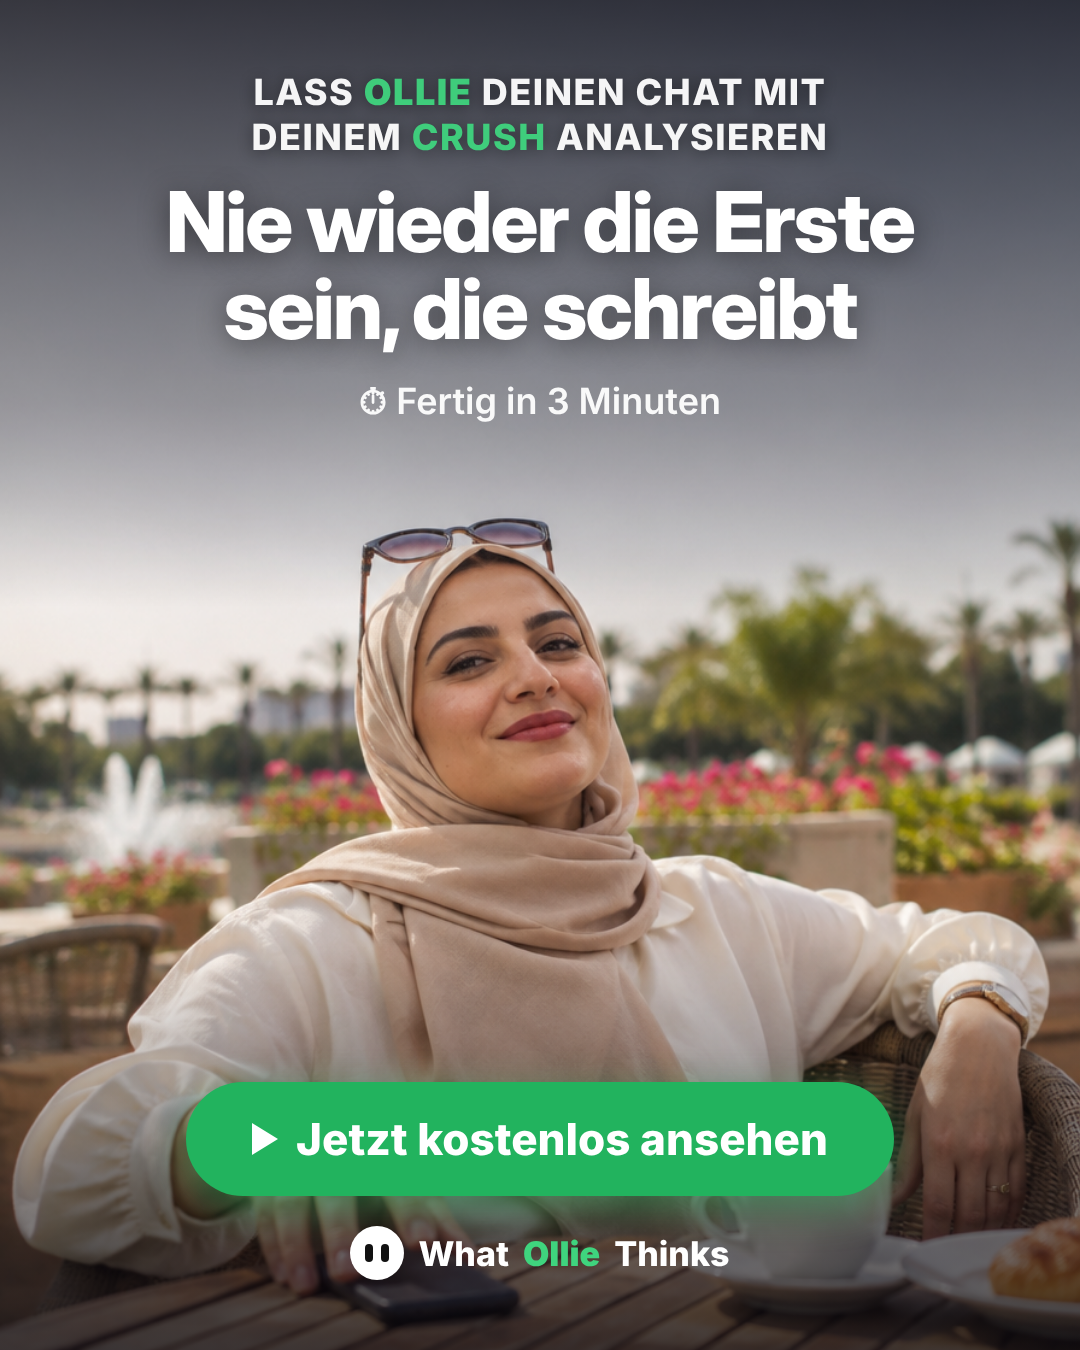 LASS OLLIE DEINEN CHAT MIT
DEINEM CRUSH ANALYSIEREN
Nie wieder die Erste
sein, die schreibt
⏱ Fertig in 3 Minuten
▶ Jetzt kostenlos ansehen
What Ollie Thinks